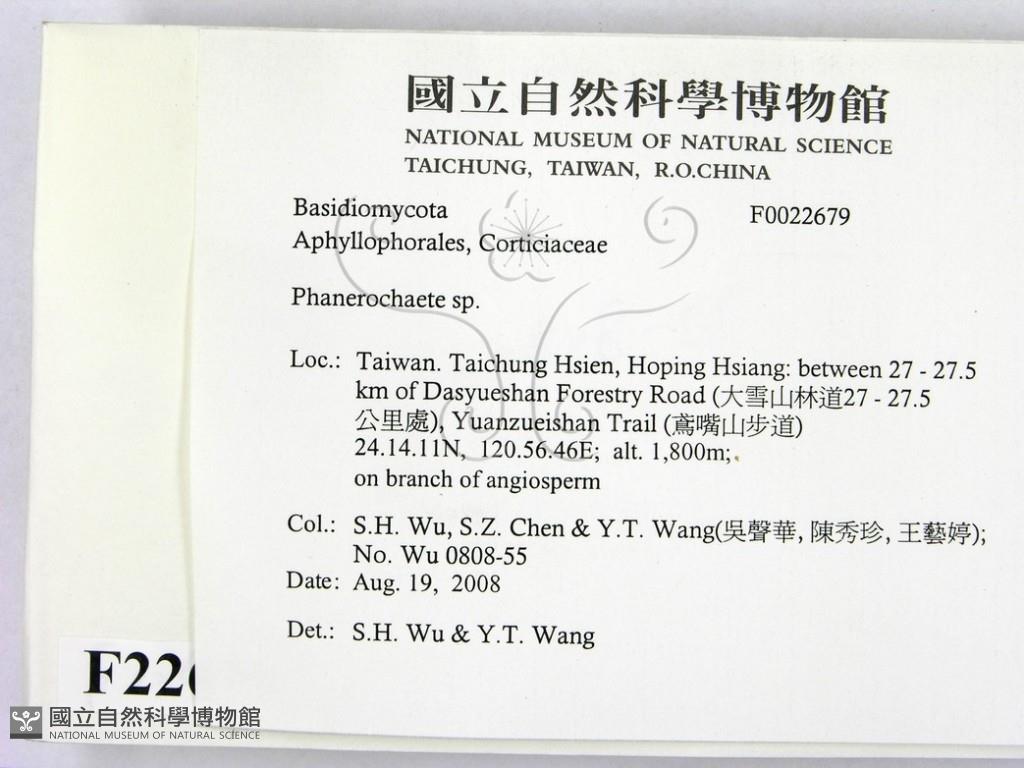 國立自然科學博物館
NATIONAL MUSEUM OF NATURAL SCIENCE
TAICHUNG, TAIWAN, R.O.CHINA
Basidiomycota F0022679
Aphyllophorales, Corticiaceae
Phanerochaete sp.
Loc.: Taiwan. Taichung Hsien, Hoping Hsiang: between 27 - 27.5
km of Dasyueshan Forestry Road (大雪山林道27 - 27.5
公里處), Yuanzueishan Trail (鳶嘴山步道)
24.14.11N, 120.56.46E; alt. 1,800m;
on branch of angiosperm
Col.: S.H. Wu, S.Z. Chen & Y.T. Wang(吳聲華, 陳秀珍, 王藝婷);
No. Wu 0808-55
Date: Aug. 19, 2008
Det.: S.H. Wu & Y.T. Wang
F226
國立自然科學博物館
NATIONAL MUSEUM OF NATURAL SCIENCE